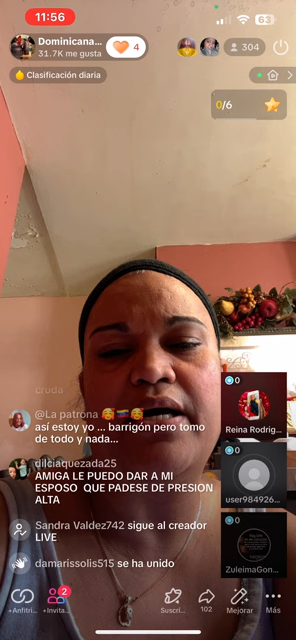 11:56
63
Dominicana...
31.7K me gusta
4
304
Clasificación diaria
0/6
cruda
@La patrona 🥰🇻🇪🥰
así estoy yo ... barrigón pero tomo
de todo y nada...
dilciaquezada25
AMIGA LE PUEDO DAR A MI
ESPOSO QUE PADESE DE PRESION
ALTA
Sandra Valdez742 sigue al creador
LIVE
damarissolis515 se ha unido
0
Reina Rodrig...
0
user984926...
0
ZuleimaGon...
+Anfitri...
2
+Invita...
Suscri...
102
Mejorar
Más